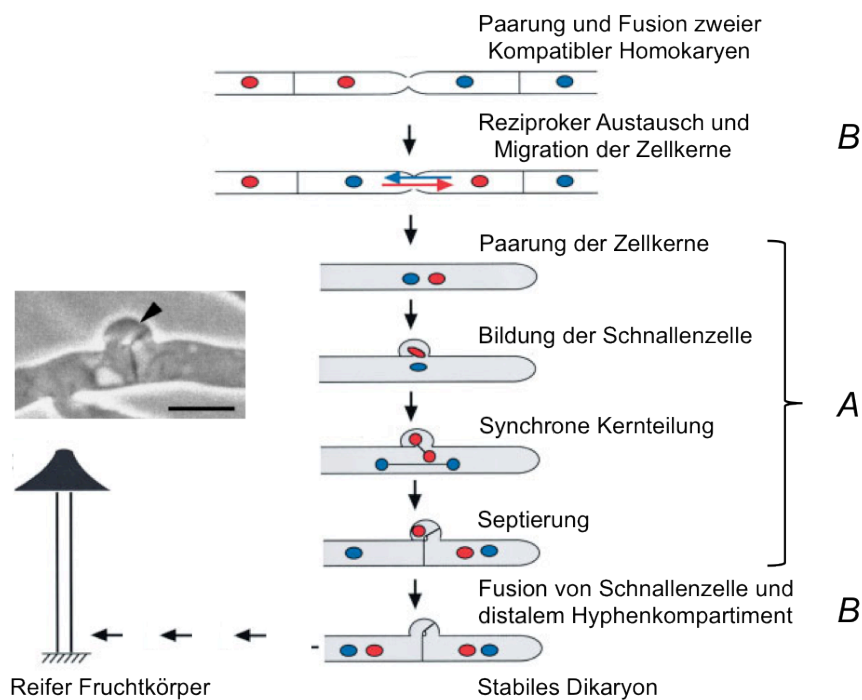 Paarung und Fusion zweier
Kompatibler Homokaryen
Reziproker Austausch und
Migration der Zellkerne
B
Paarung der Zellkerne
Bildung der Schnallenzelle
Synchrone Kernteilung
A
Septierung
Fusion von Schnallenzelle und
distalem Hyphenkompartiment
B
Reifer Fruchtkörper
Stabiles Dikaryon